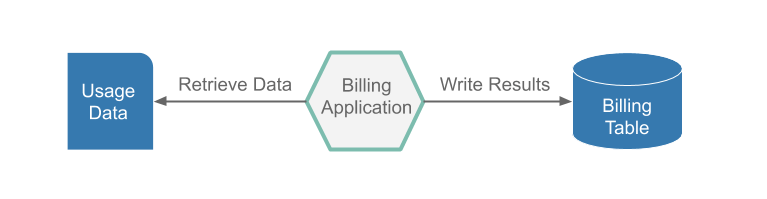 Usage
Data
Retrieve Data
Billing
Application
Write Results
Billing
Table